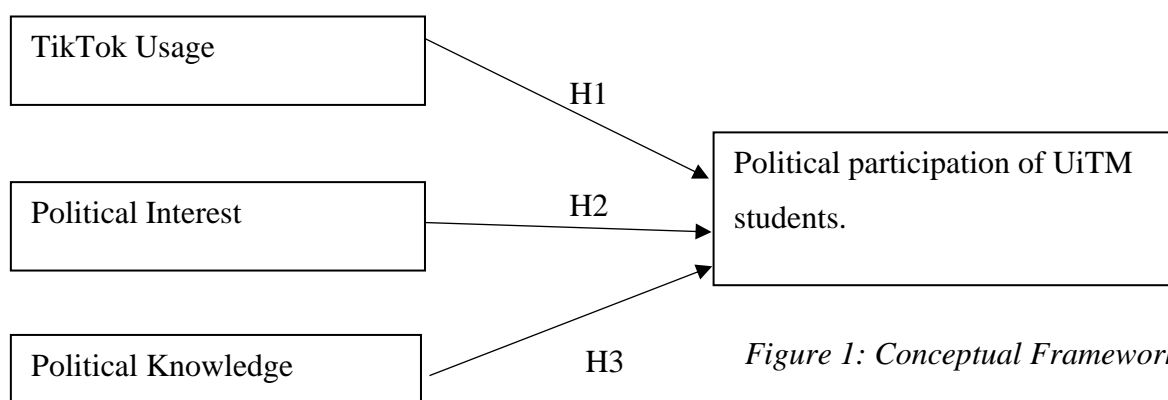 TikTok Usage
H1
Political participation of UiTM
students.
Political Interest
H2
Political Knowledge
H3
Figure 1: Conceptual Framework